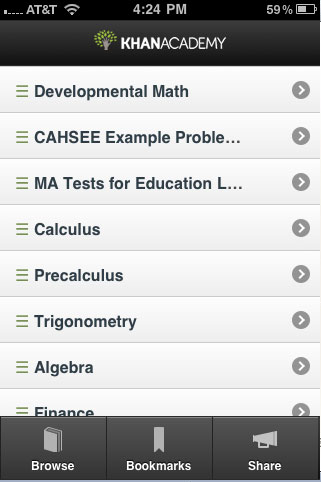 AT&T 4:24 PM 59%
KHANACADEMY
Developmental Math
CAHSEE Example Proble...
MA Tests for Education L...
Calculus
Precalculus
Trigonometry
Algebra
Finance
Browse Bookmarks Share